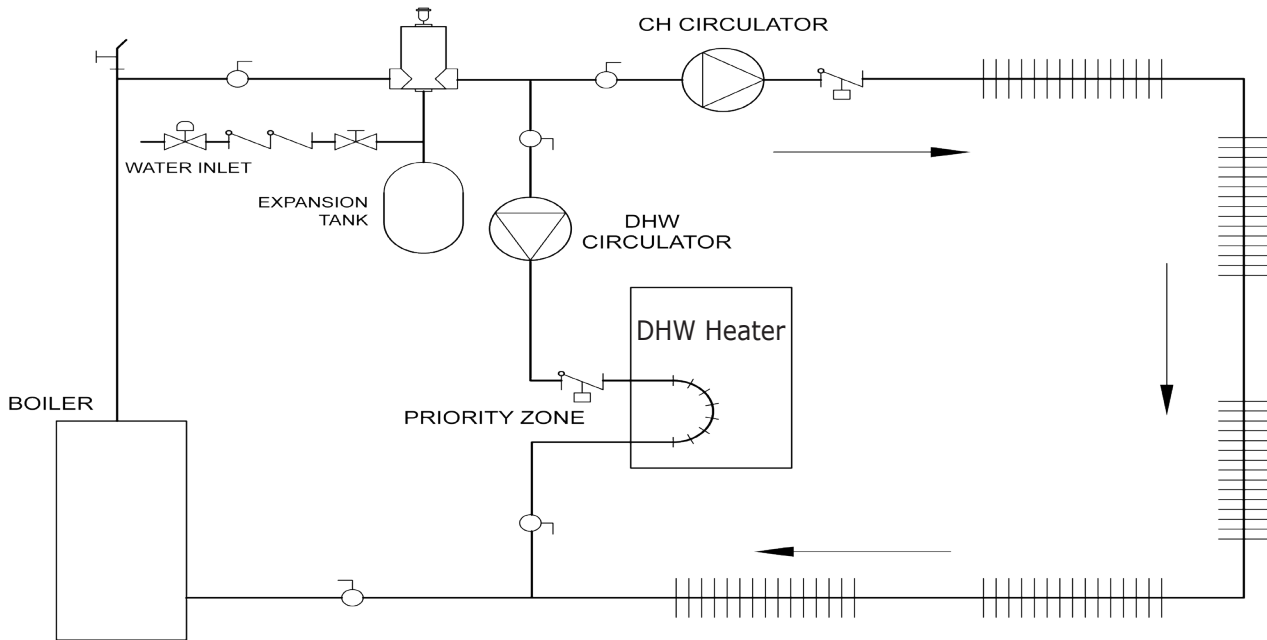 CH CIRCULATOR
WATER INLET
EXPANSION
TANK
DHW
CIRCULATOR
DHW Heater
BOILER
PRIORITY ZONE